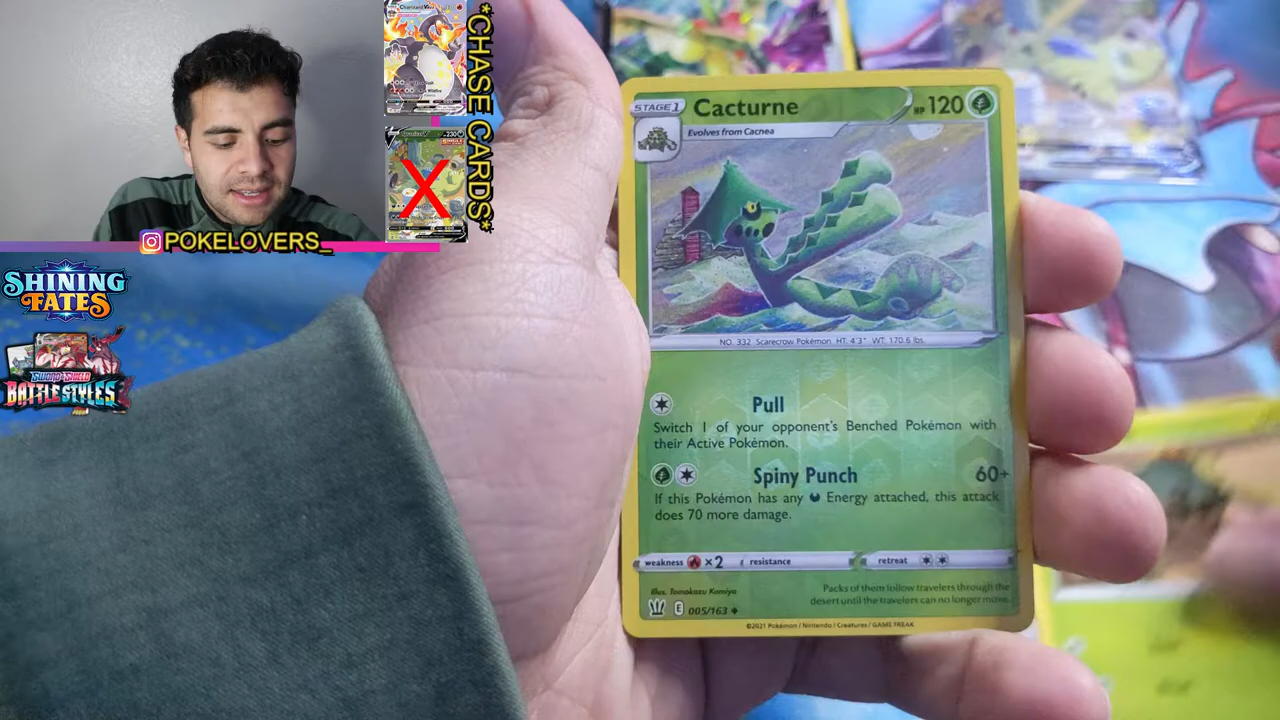 *CHASE CARDS*
POKELOVERS_
SHINING
FATES
SWORD & SHIELD
BATTLE STYLES
STAGE 1
Cacturne
HP 120
Evolves from Cacnea
NO. 332 Scarecrow Pokémon HT: 4'3" WT: 170.6 lbs.
Pull
Switch 1 of your opponent's Benched Pokémon with
their Active Pokémon.
Spiny Punch 60+
If this Pokémon has any Energy attached, this attack
does 70 more damage.
weakness ×2 resistance retreat
Illus. Tomokazu Komiya
Packs of them follow travelers through the
desert until the travelers can no longer move.
E 005/163
©2021 Pokémon / Nintendo / Creatures / GAME FREAK